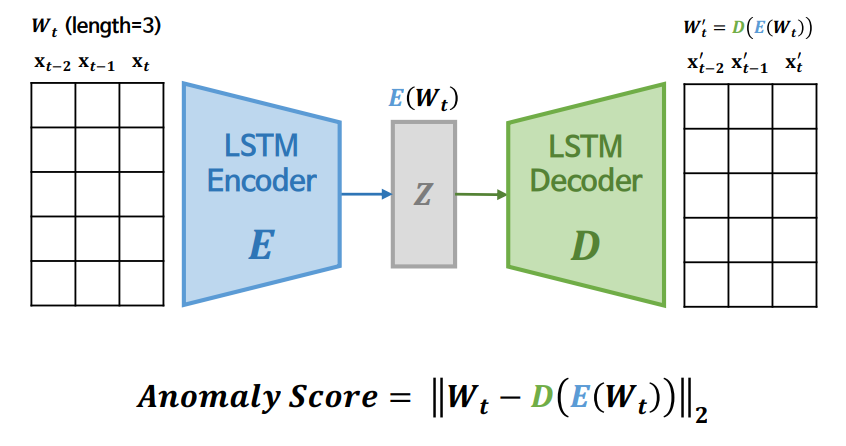 W_t (length=3)
x_{t−2} x_{t−1} x_t
E(W_t)
LSTM
Encoder
E
Z
LSTM
Decoder
D
W'_t = D(E(W_t))
x'_{t−2} x'_{t−1} x'_t
Anomaly Score = ‖W_t − D(E(W_t))‖_2